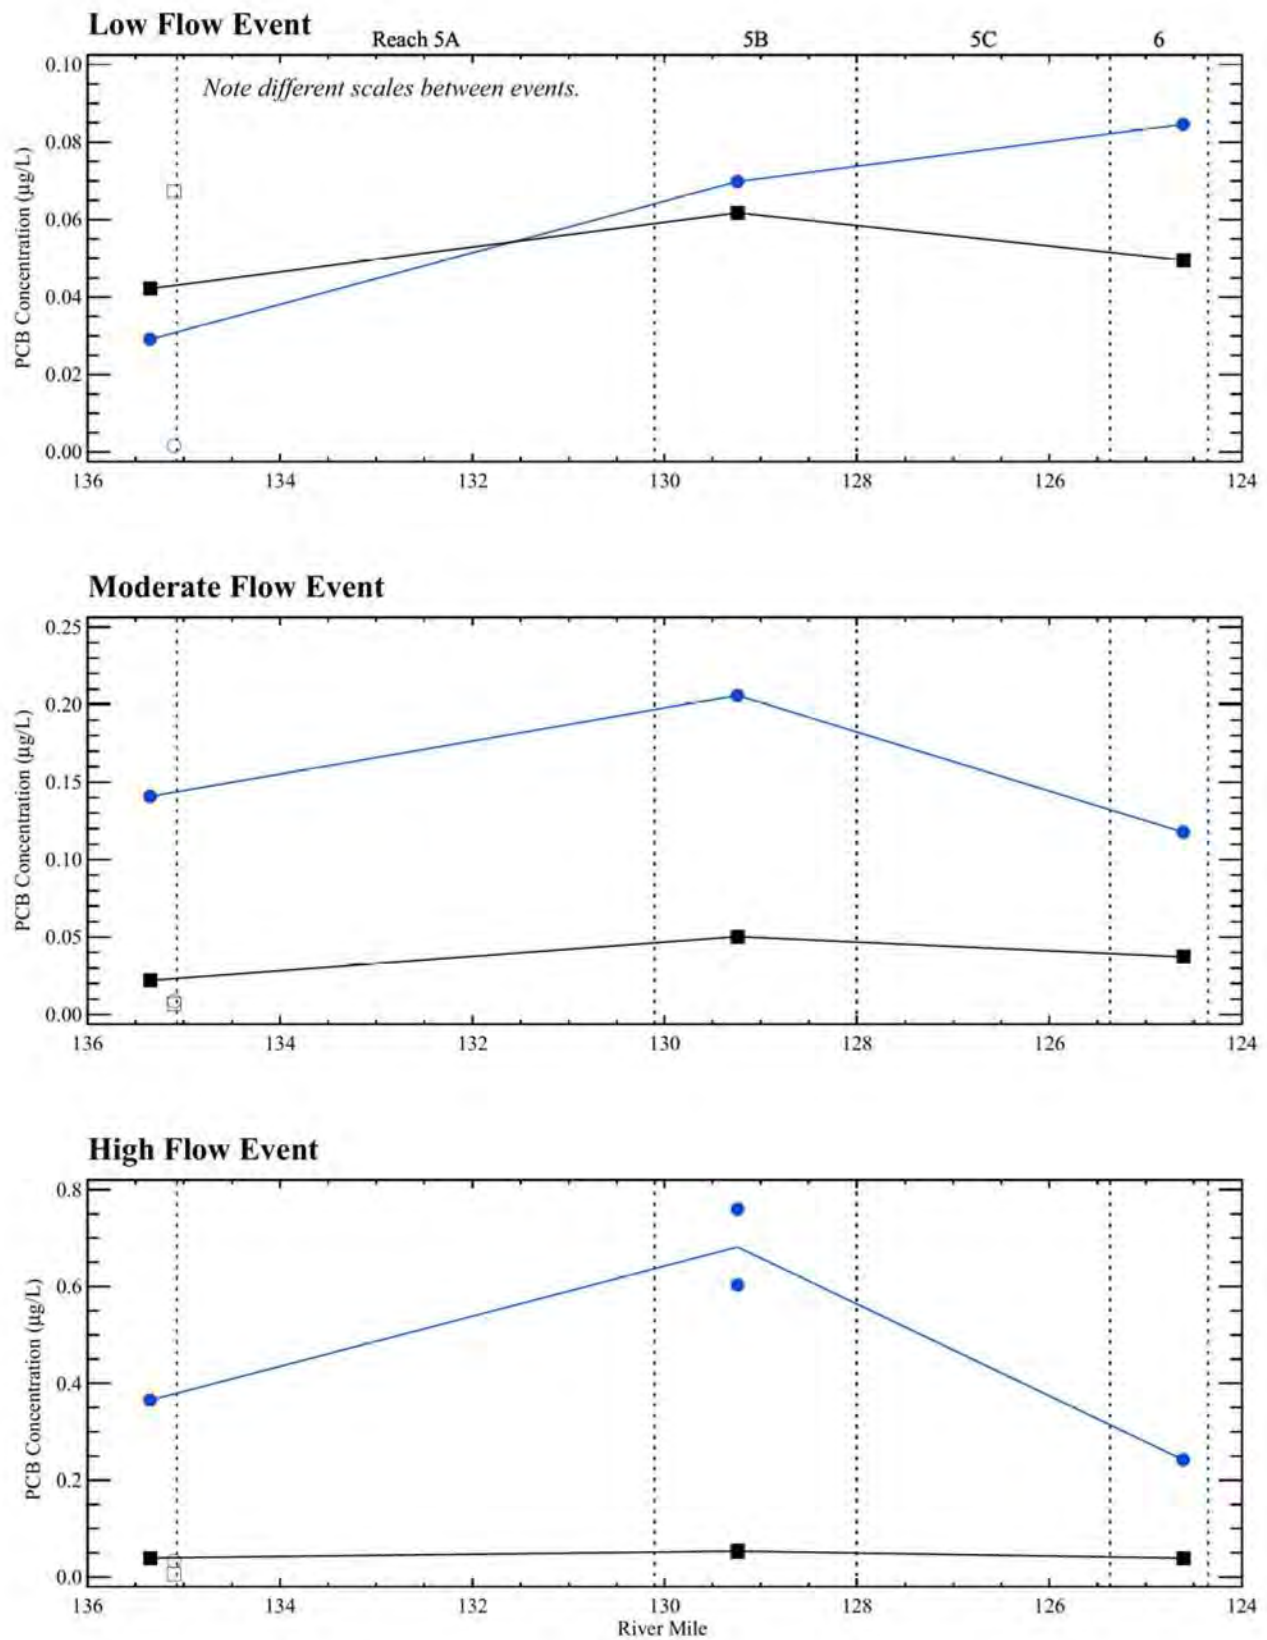 Low Flow Event
Reach 5A 5B 5C 6
Note different scales between events.
PCB Concentration (µg/L)
0.10
0.08
0.06
0.04
0.02
0.00
136 134 132 130 128 126 124
Moderate Flow Event
PCB Concentration (µg/L)
0.25
0.20
0.15
0.10
0.05
0.00
136 134 132 130 128 126 124
High Flow Event
PCB Concentration (µg/L)
0.8
0.6
0.4
0.2
0.0
136 134 132 130 128 126 124
River Mile